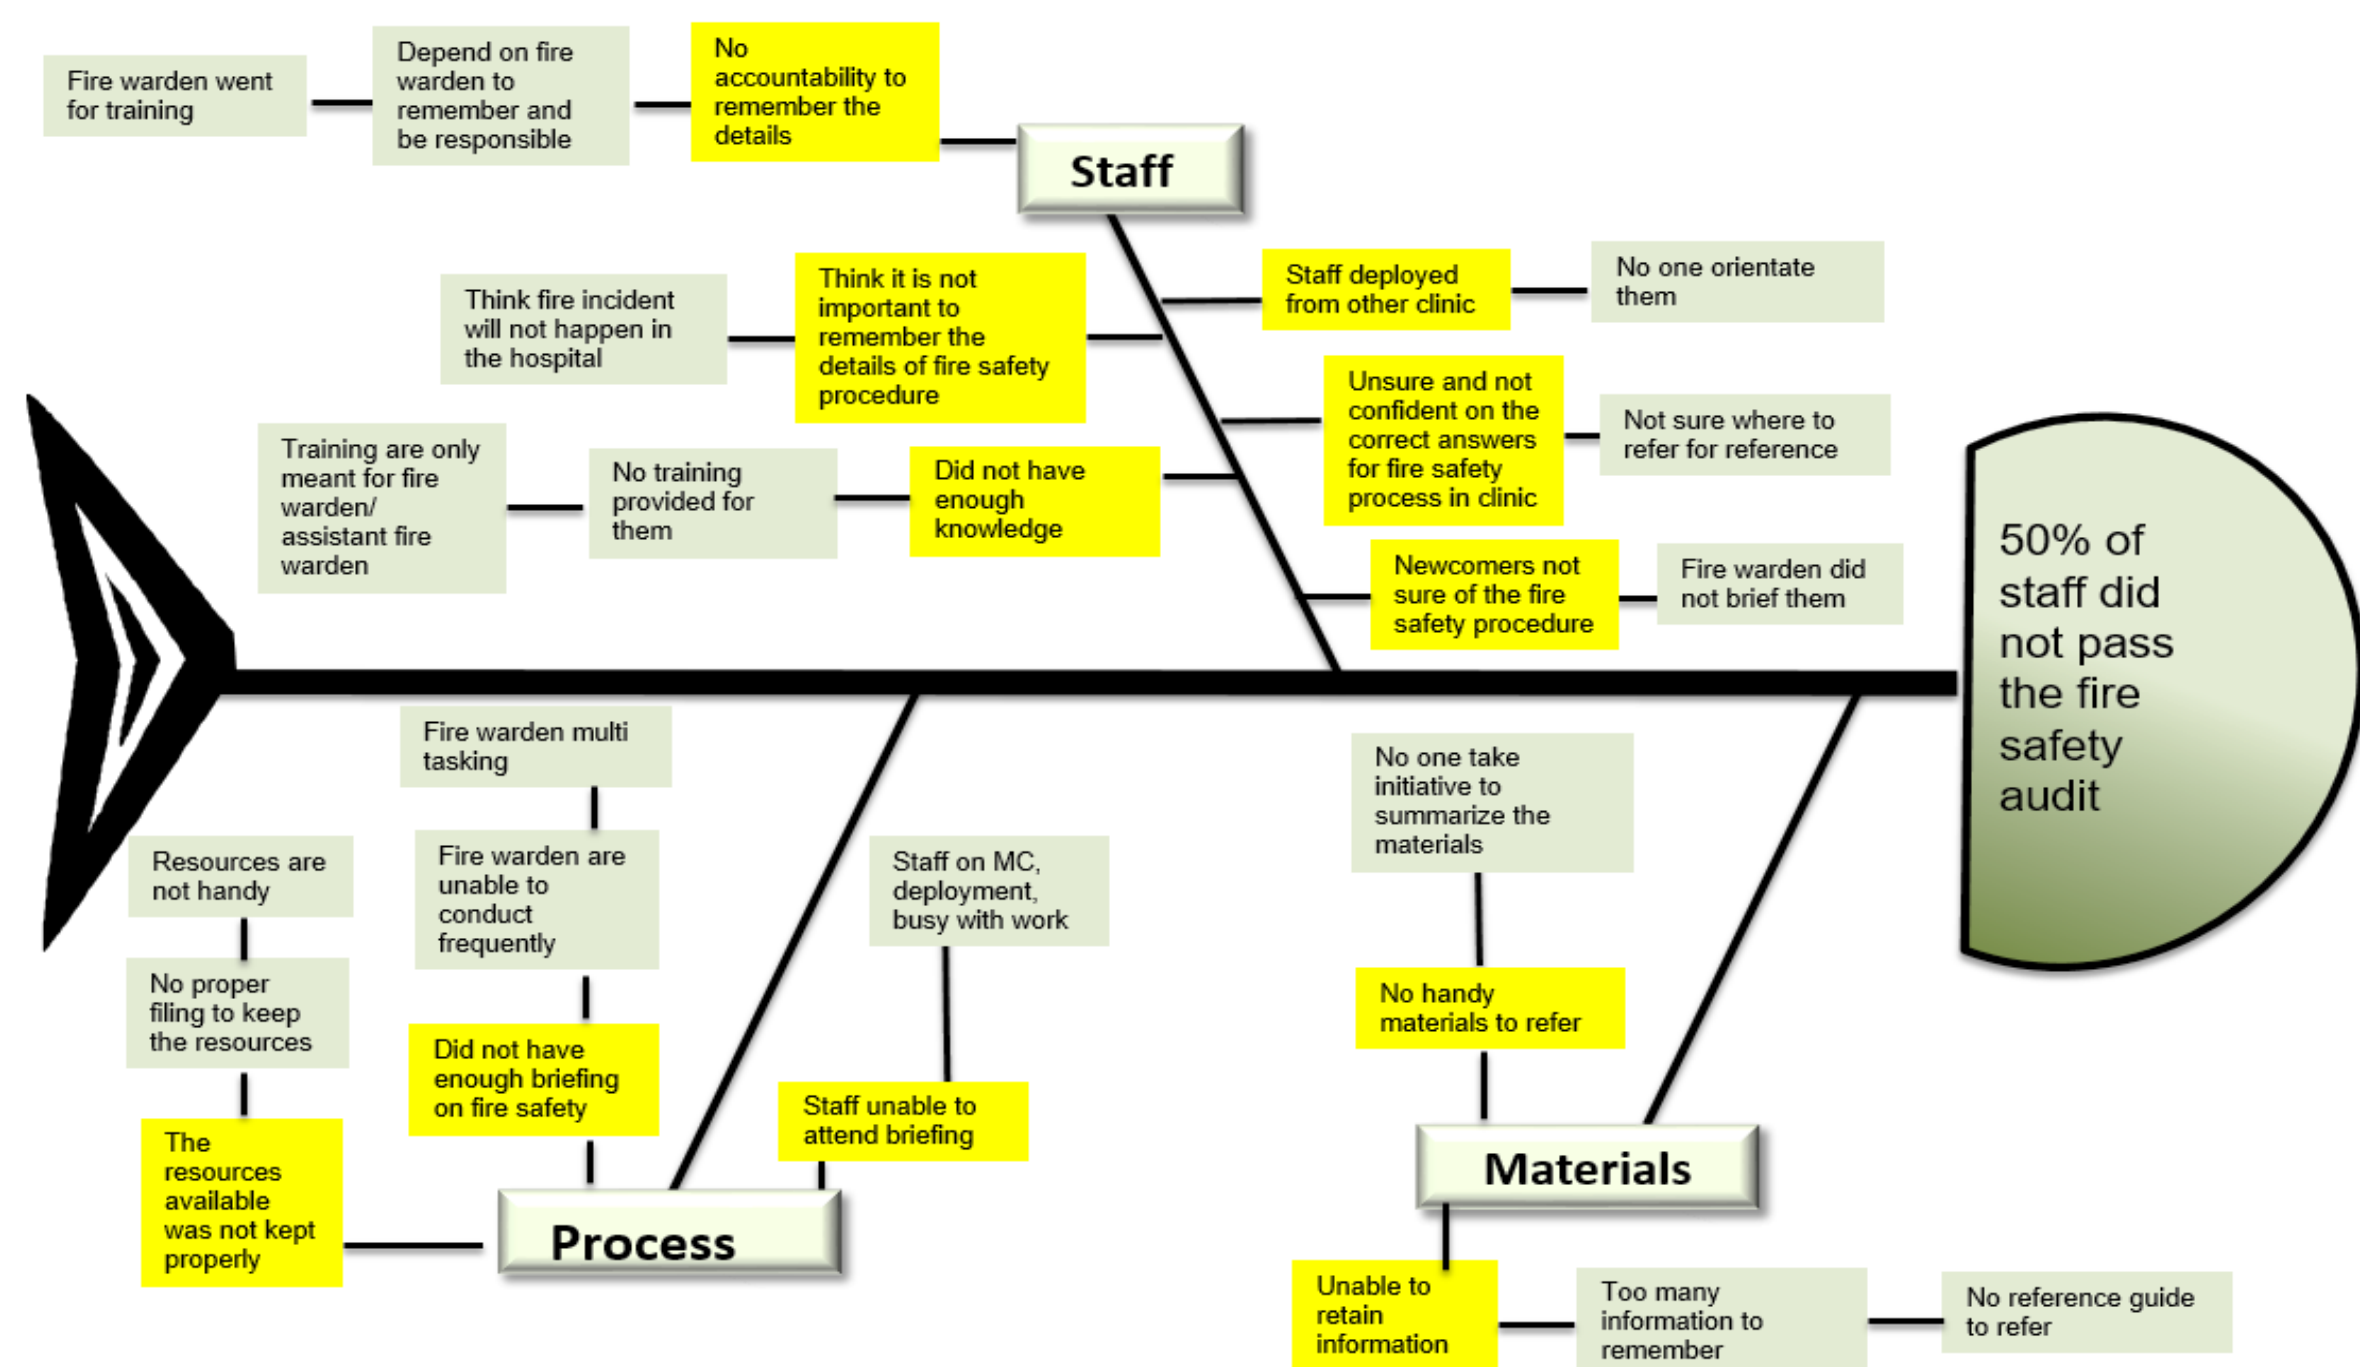 Fire warden went
for training
Depend on fire
warden to
remember and
be responsible
No
accountability to
remember the
details
Staff
Think fire incident
will not happen in
the hospital
Think it is not
important to
remember the
details of fire safety
procedure
Staff deployed
from other clinic
No one orientate
them
Training are only
meant for fire
warden/
assistant fire
warden
No training
provided for
them
Did not have
enough
knowledge
Unsure and not
confident on the
correct answers
for fire safety
process in clinic
Not sure where to
refer for reference
Newcomers not
sure of the fire
safety procedure
Fire warden did
not brief them
50% of
staff did
not pass
the fire
safety
audit
Fire warden multi
tasking
Resources are
not handy
Fire warden are
unable to
conduct
frequently
Staff on MC,
deployment,
busy with work
No one take
initiative to
summarize the
materials
No proper
filing to keep
the resources
Did not have
enough briefing
on fire safety
Staff unable to
attend briefing
No handy
materials to refer
The
resources
available
was not kept
properly
Process
Materials
Unable to
retain
information
Too many
information to
remember
No reference guide
to refer